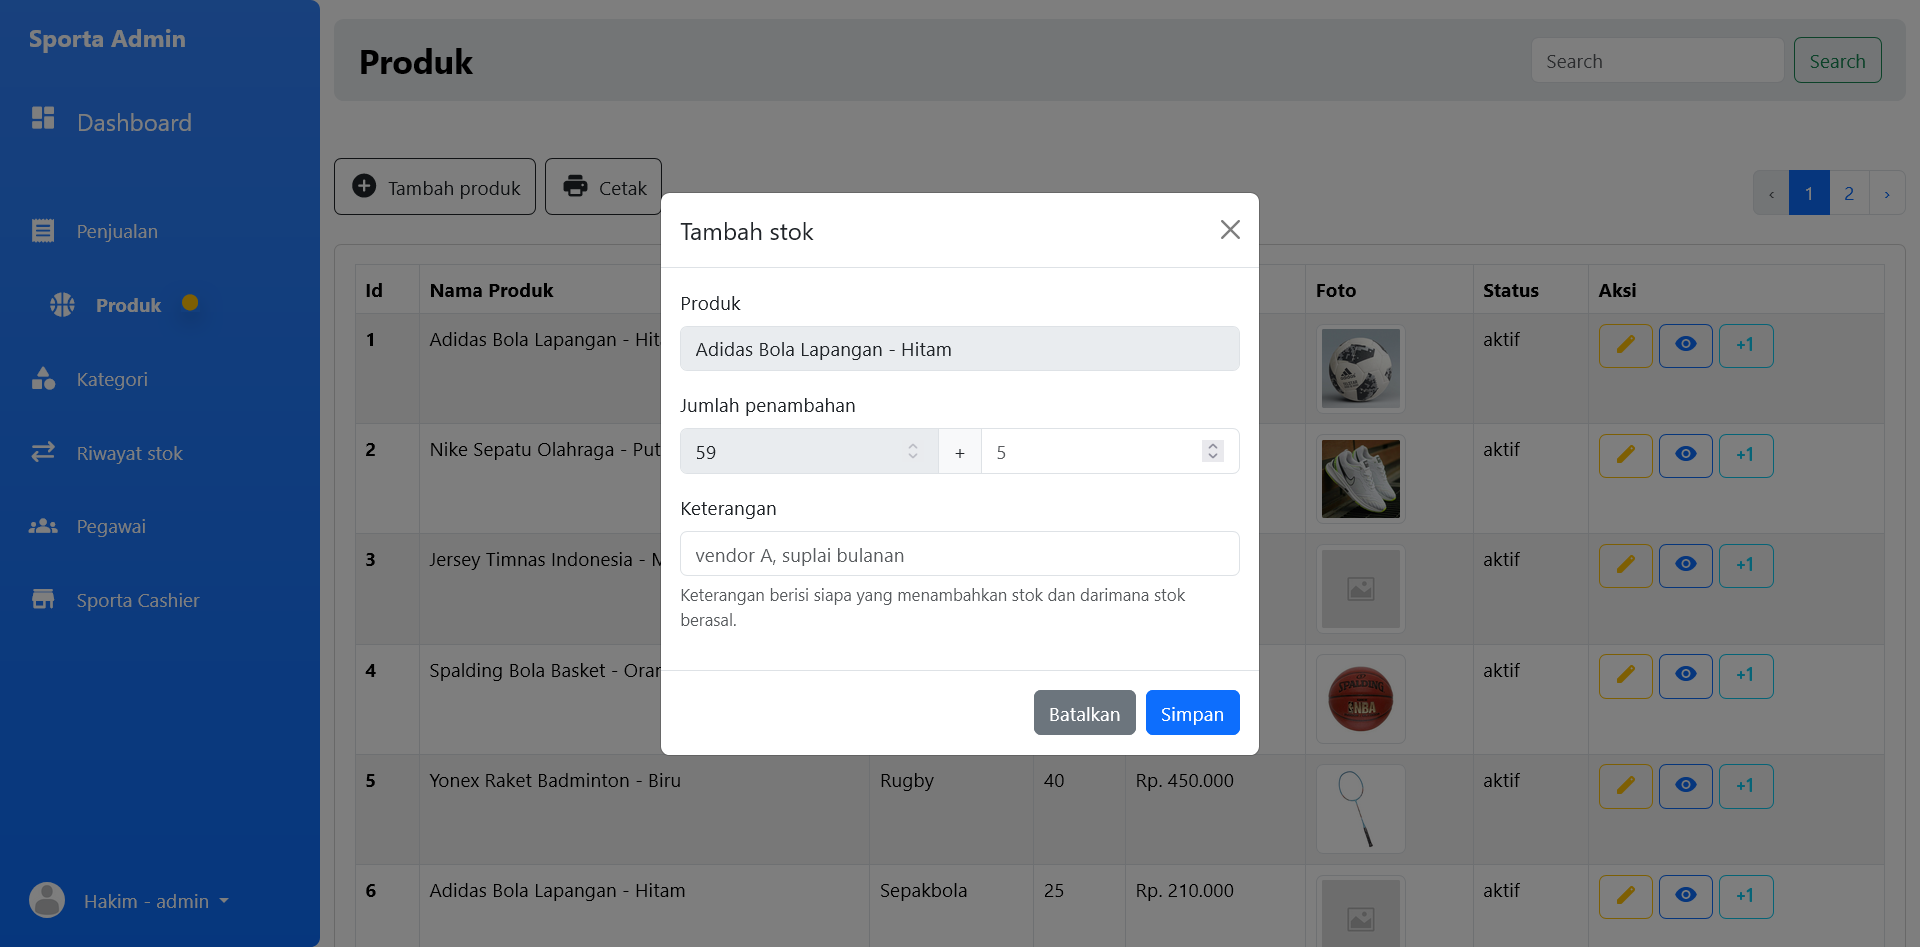 Sporta Admin
Dashboard
Penjualan
Produk
Kategori
Riwayat stok
Pegawai
Sporta Cashier
Hakim - admin
Produk
Search
Search
Tambah produk
Cetak
‹ 1 2 ›
Id Nama Produk Foto Status Aksi
1 Adidas Bola Lapangan - Hit aktif +1
2 Nike Sepatu Olahraga - Put aktif +1
3 Jersey Timnas Indonesia - M aktif +1
4 Spalding Bola Basket - Orar aktif +1
SPALDING
NBA
5 Yonex Raket Badminton - Biru Rugby 40 Rp. 450.000 aktif +1
6 Adidas Bola Lapangan - Hitam Sepakbola 25 Rp. 210.000 aktif +1
Tambah stok
Produk
Adidas Bola Lapangan - Hitam
Jumlah penambahan
59 + 5
Keterangan
vendor A, suplai bulanan
Keterangan berisi siapa yang menambahkan stok dan darimana stok
berasal.
Batalkan Simpan